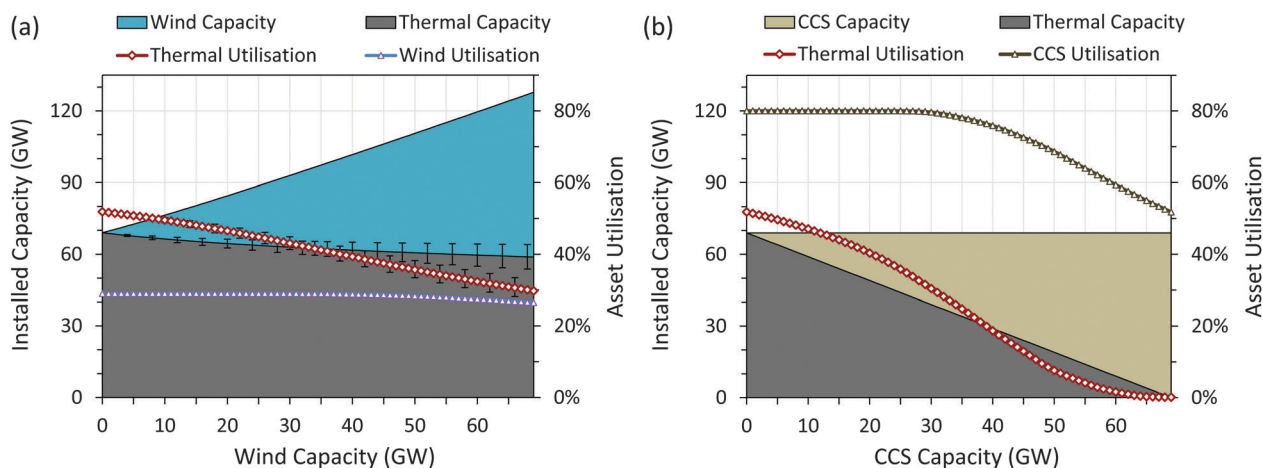 (a)
Wind Capacity
Thermal Capacity
Thermal Utilisation
Wind Utilisation
Installed Capacity (GW)
120
90
60
30
0
80%
60%
40%
20%
0%
Asset Utilisation
0 10 20 30 40 50 60
Wind Capacity (GW)
(b)
CCS Capacity
Thermal Capacity
Thermal Utilisation
CCS Utilisation
Installed Capacity (GW)
120
90
60
30
0
80%
60%
40%
20%
0%
Asset Utilisation
0 10 20 30 40 50 60
CCS Capacity (GW)